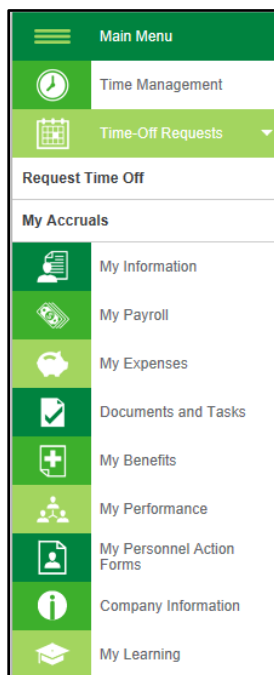 Main Menu
Time Management
Time-Off Requests
Request Time Off
My Accruals
My Information
My Payroll
My Expenses
Documents and Tasks
My Benefits
My Performance
My Personnel Action
Forms
Company Information
My Learning